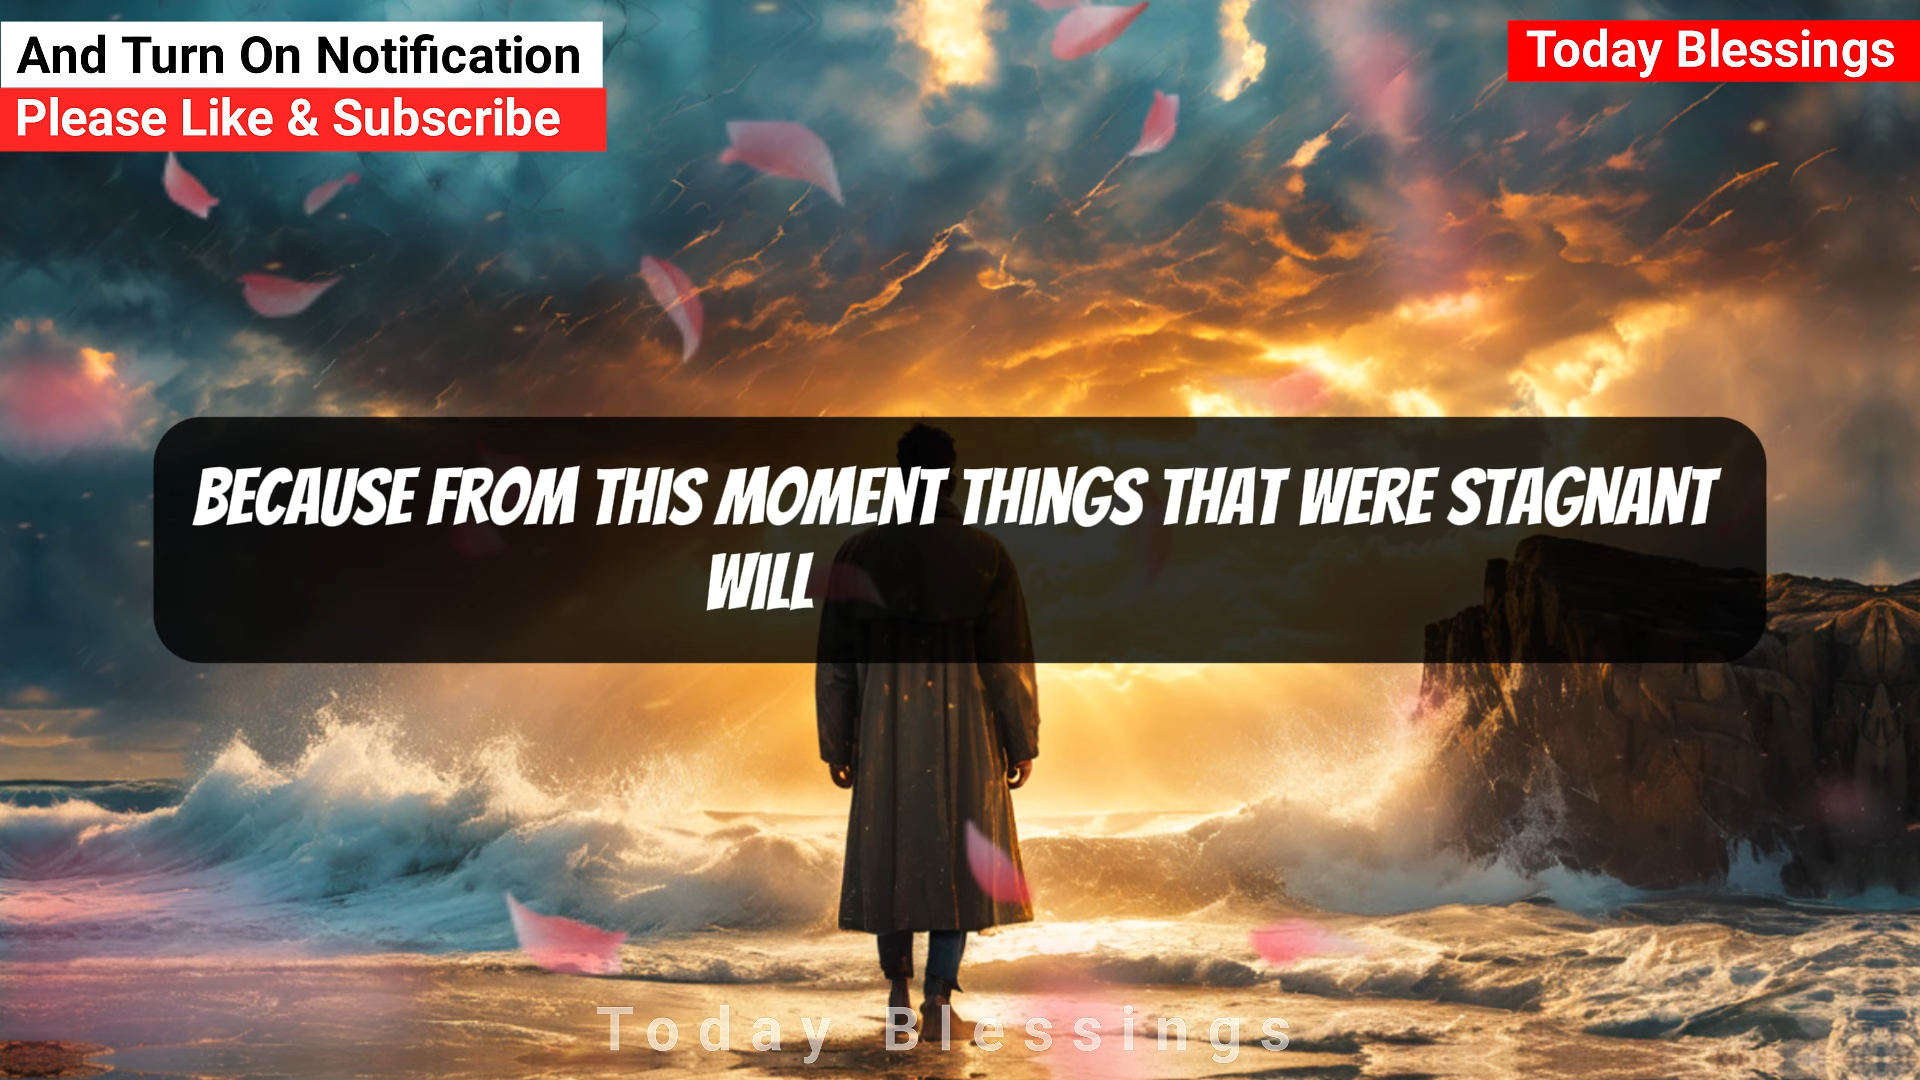 And Turn On Notification
Please Like & Subscribe
Today Blessings
BECAUSE FROM THIS MOMENT THINGS THAT WERE STAGNANT
WILL
Today Blessings